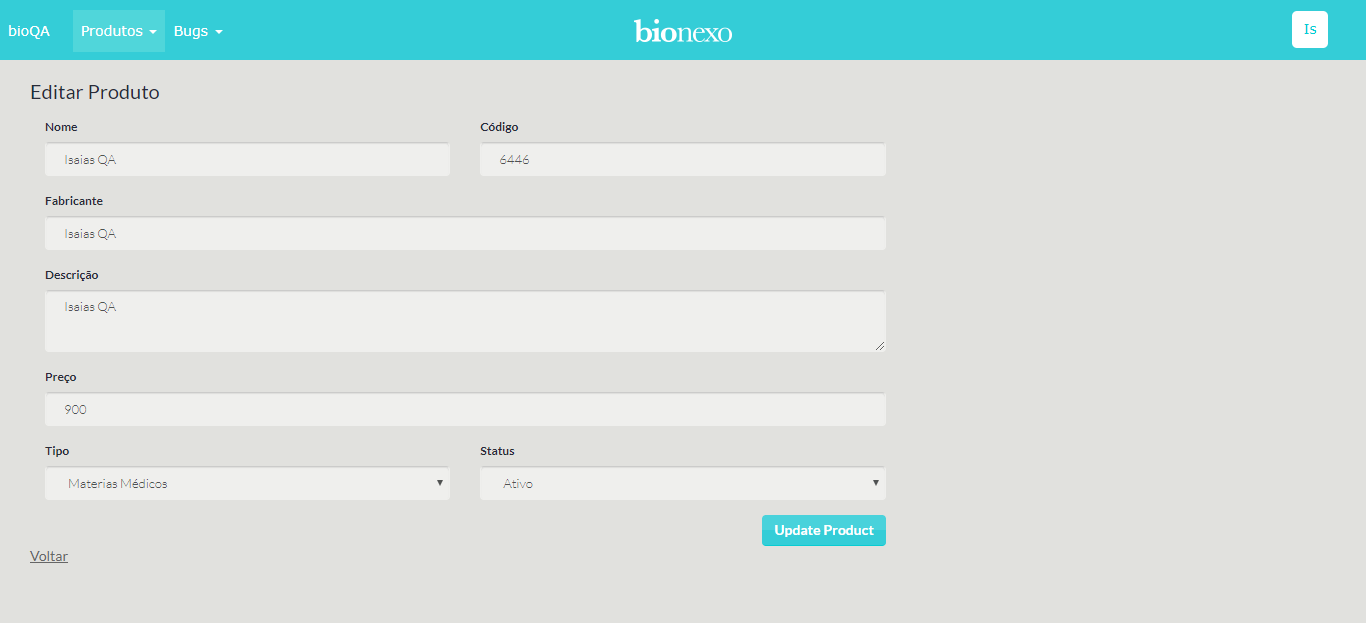 bioQA Produtos Bugs bionexo Is
Editar Produto
Nome Código
Isaias QA 6446
Fabricante
Isaias QA
Descrição
Isaias QA
Preço
900
Tipo Status
Materias Médicos Ativo
Update Product
Voltar